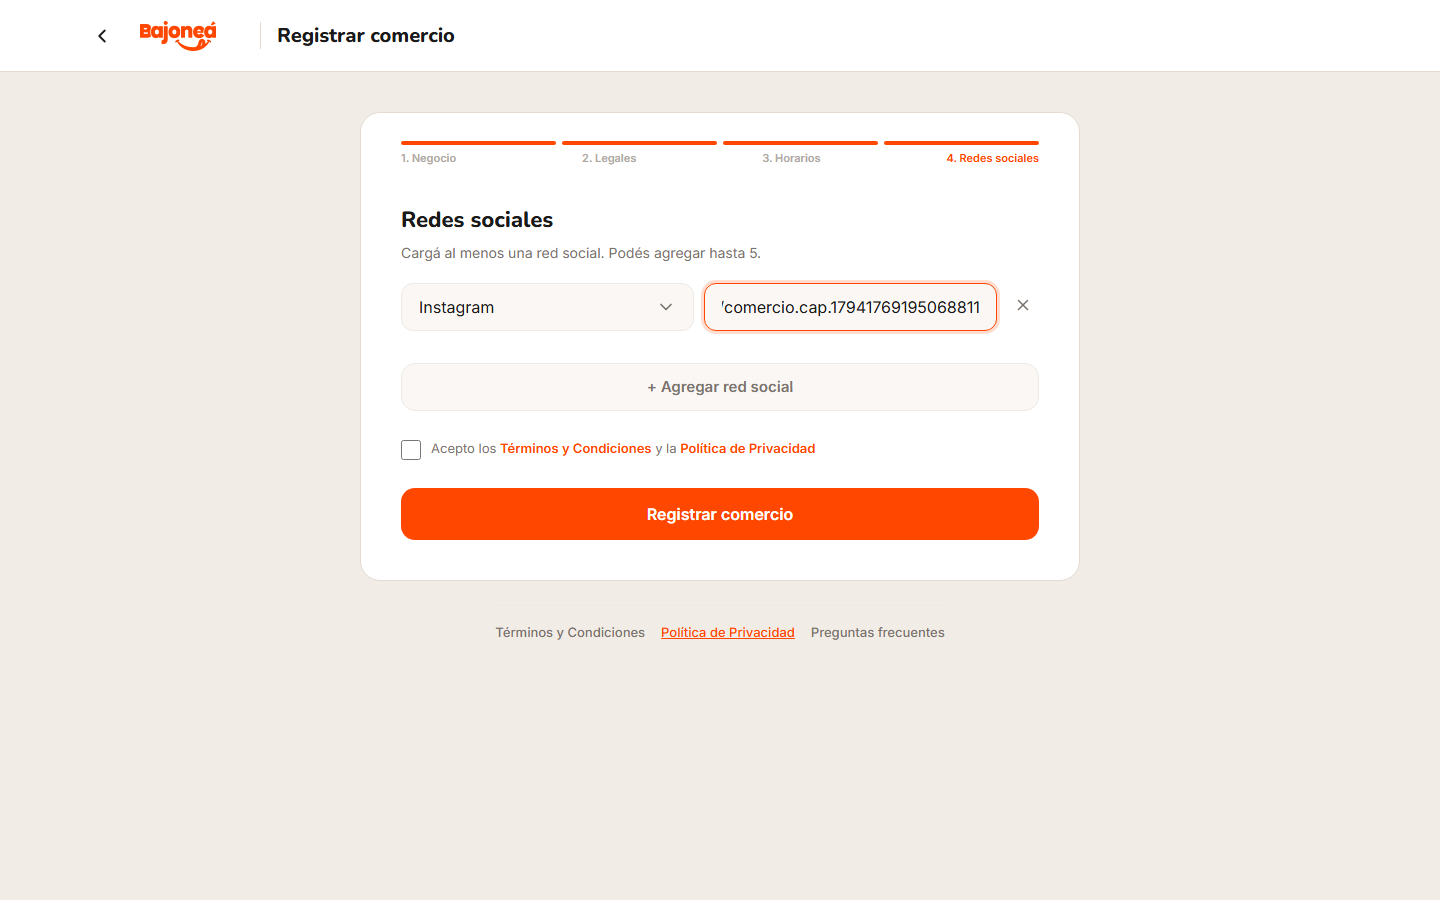 Bajoneá
Registrar comercio
1. Negocio
2. Legales
3. Horarios
4. Redes sociales
Redes sociales
Cargá al menos una red social. Podés agregar hasta 5.
Instagram
/comercio.cap.17941769195068811
+ Agregar red social
Acepto los Términos y Condiciones y la Política de Privacidad
Registrar comercio
Términos y Condiciones Política de Privacidad Preguntas frecuentes